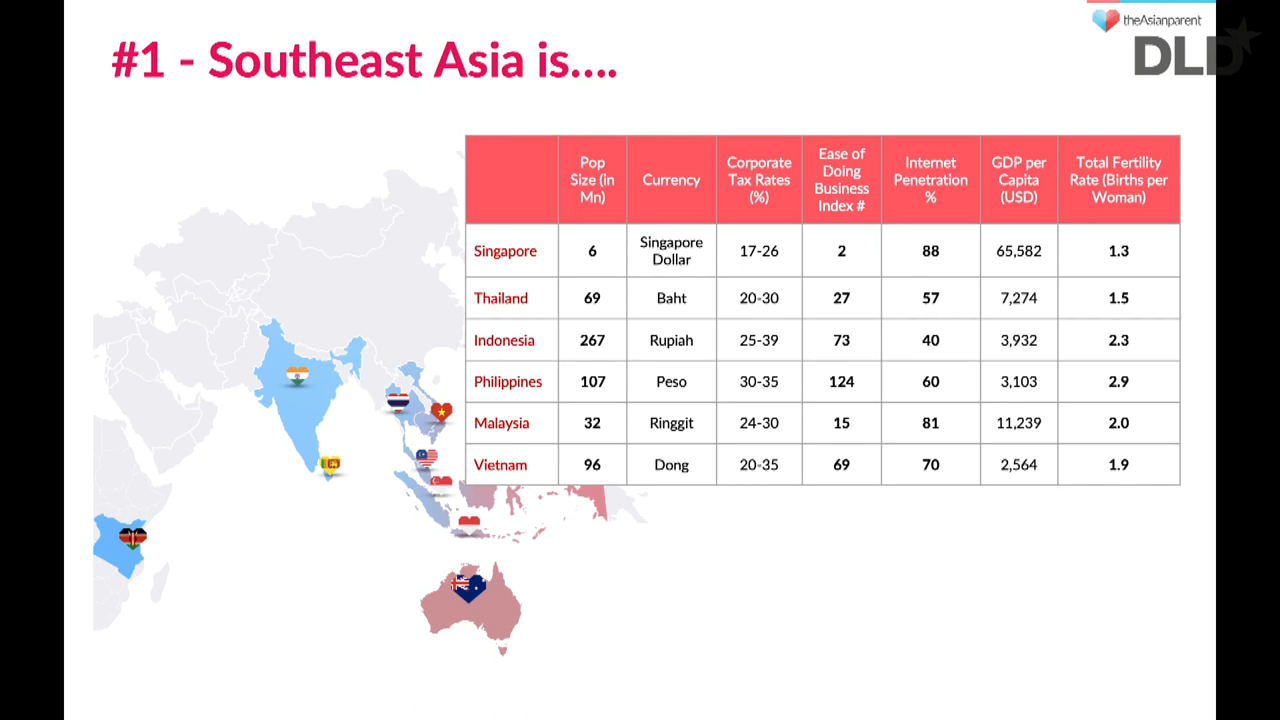 theAsianparent
DLD
#1 - Southeast Asia is....
Pop
Size (in
Mn)
Currency
Corporate
Tax Rates
(%)
Ease of
Doing
Business
Index #
Internet
Penetration
%
GDP per
Capita
(USD)
Total Fertility
Rate (Births per
Woman)
Singapore 6 Singapore Dollar 17-26 2 88 65,582 1.3
Thailand 69 Baht 20-30 27 57 7,274 1.5
Indonesia 267 Rupiah 25-39 73 40 3,932 2.3
Philippines 107 Peso 30-35 124 60 3,103 2.9
Malaysia 32 Ringgit 24-30 15 81 11,239 2.0
Vietnam 96 Dong 20-35 69 70 2,564 1.9